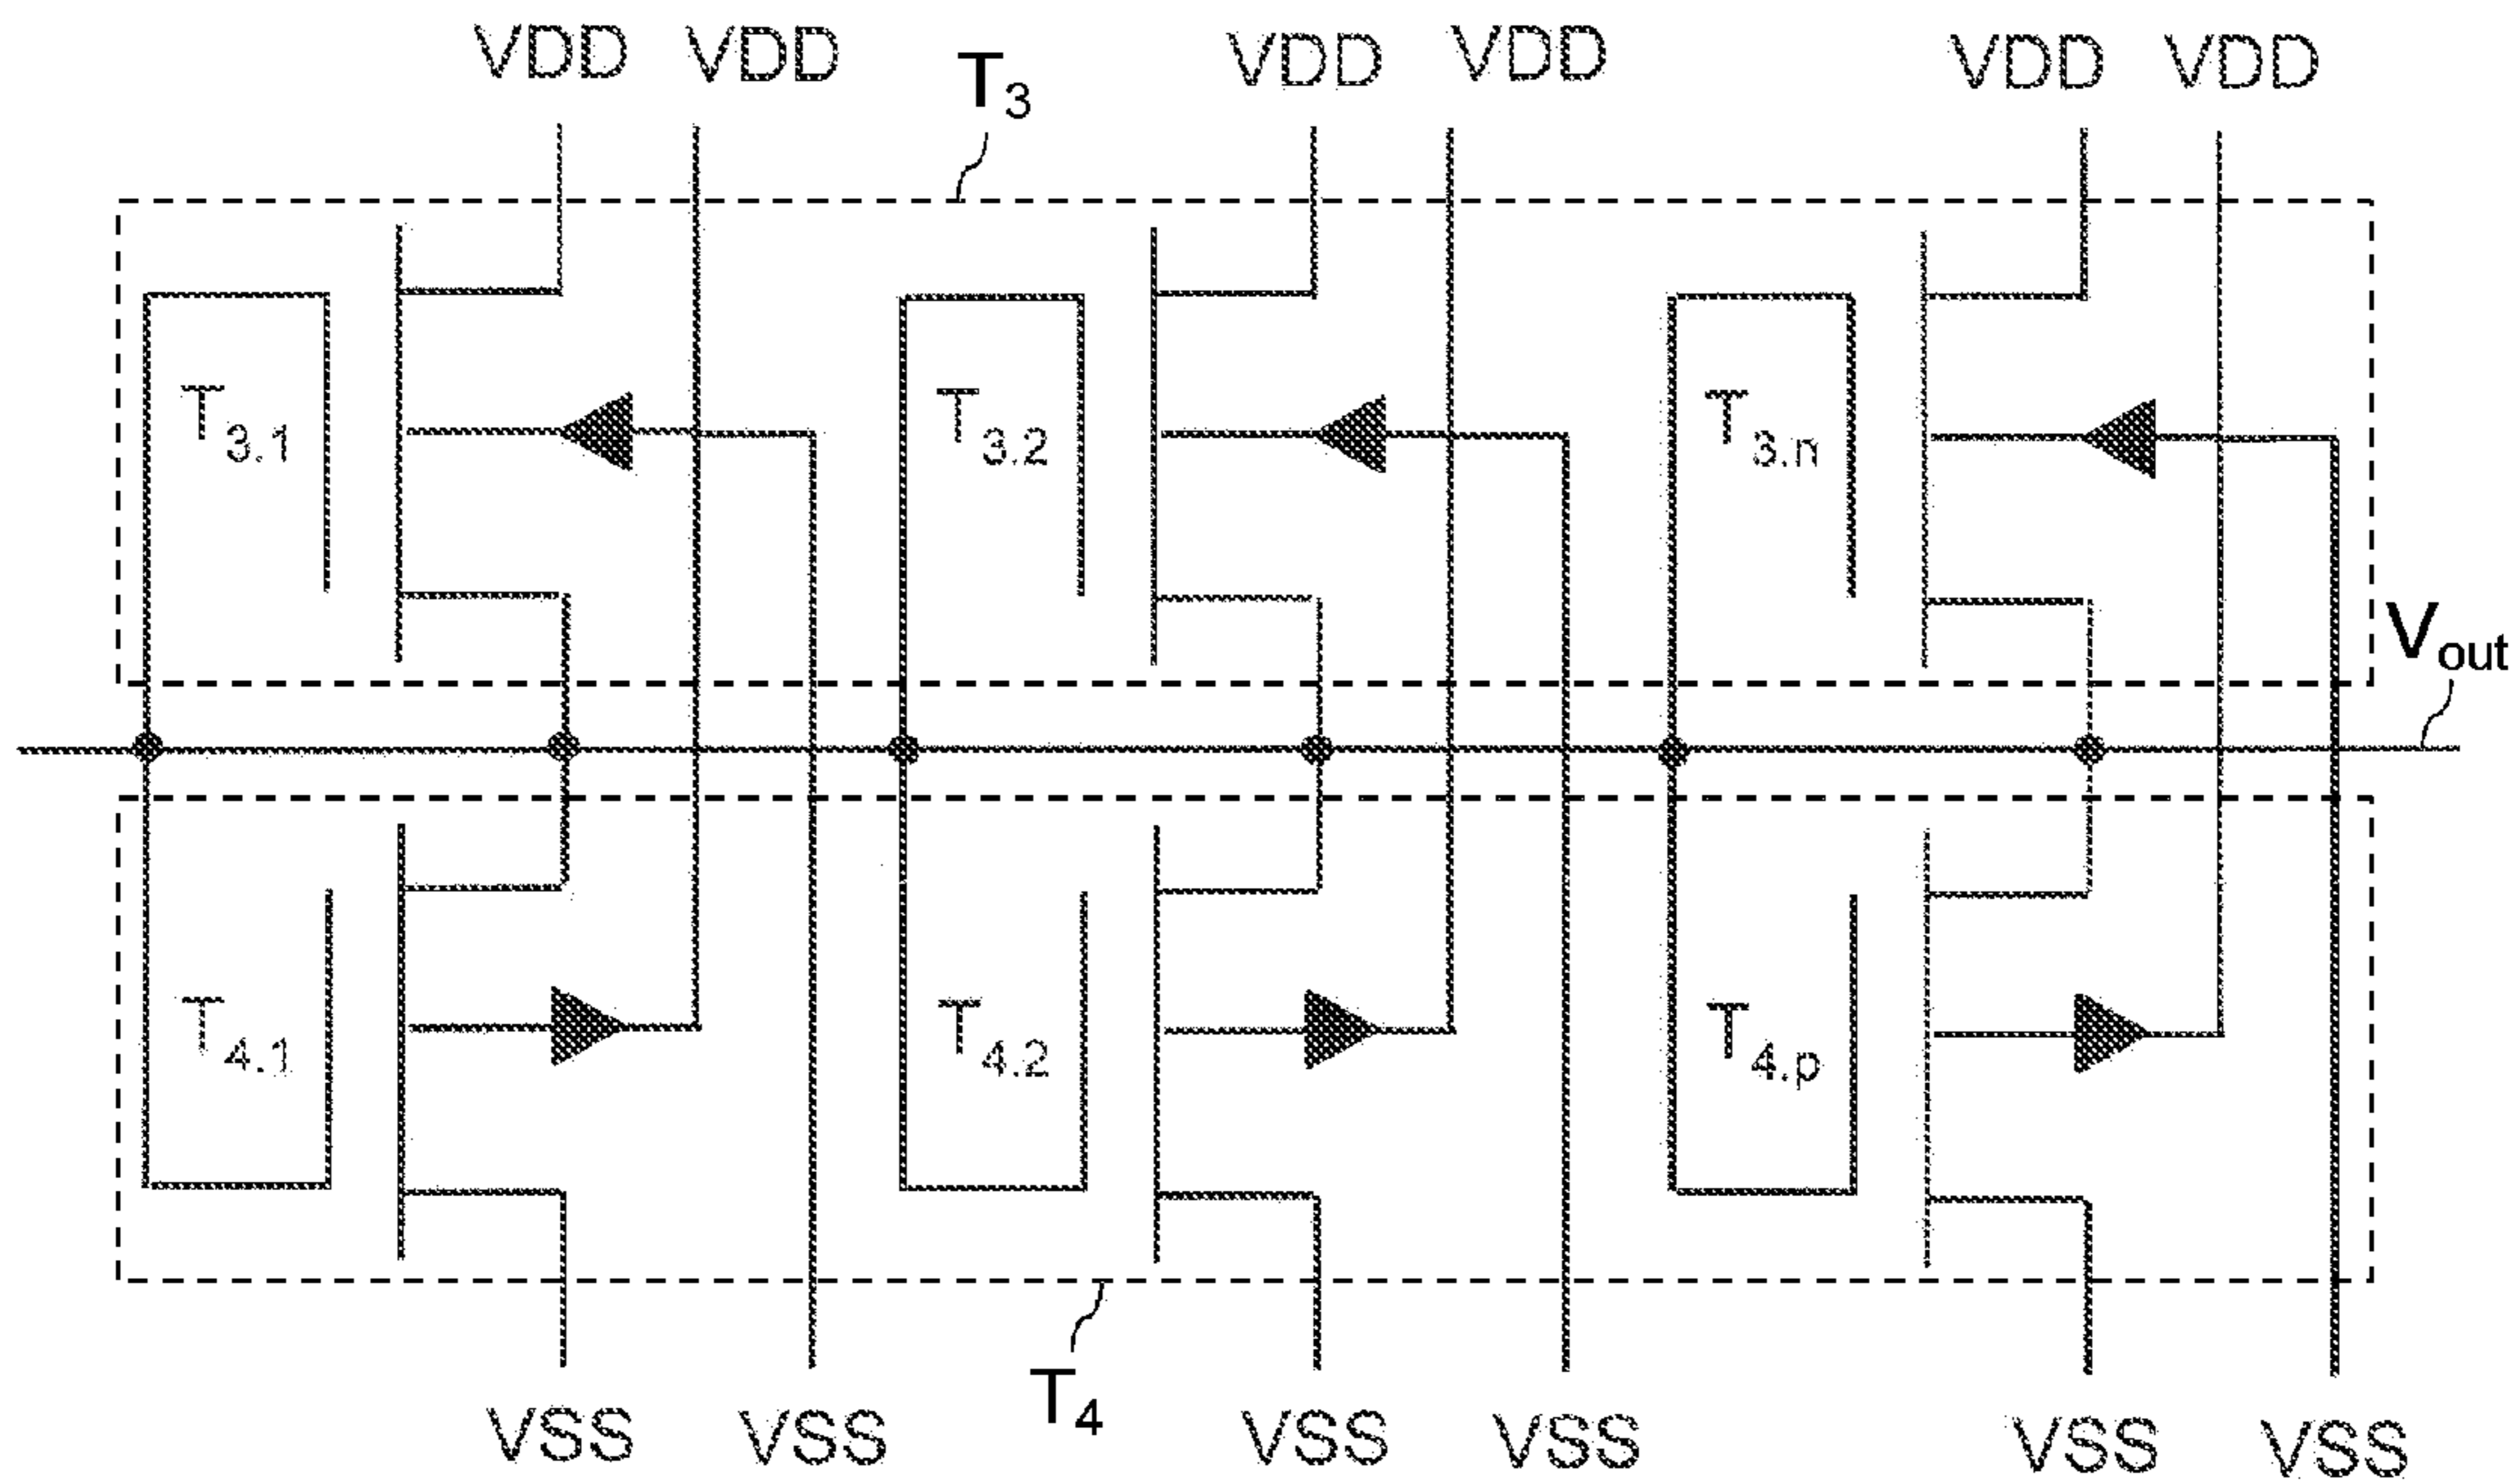 VDD VDD VDD VDD VDD VDD
T3
T3.1 T3.2 T3.n
Vout
T4.1 T4.2 T4.p
T4
VSS VSS VSS VSS VSS VSS